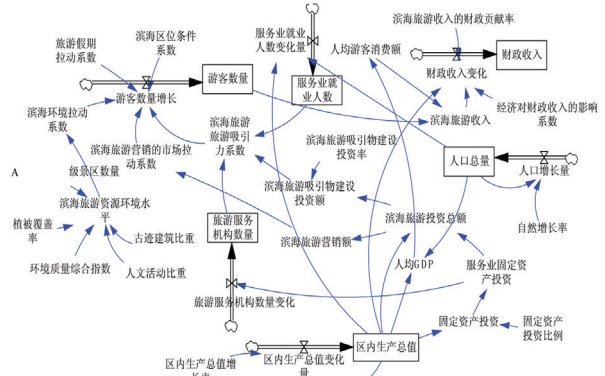 旅游假期
拉动系数
滨海区位条件
系数
服务业就业
人数变化量
人均游客消费额
滨海旅游收入的财政贡献率
游客数量
服务业就
业人数
财政收入变化
财政收入
游客数量增长
滨海环境拉动
系数
滨海旅游
旅游吸引
力系数
滨海旅游收入
经济对财政收入的影响
系数
滨海旅游营销的市场拉
动系数
滨海旅游吸引物建设
投资率
人口总量
人口增长量
A
级景区数量
滨海旅游吸引物建设
投资额
滨海旅游资源环境水
平
旅游服务
机构数量
滨海旅游投资总额
自然增长率
植被覆盖
率
古迹建筑比重
滨海旅游营销额
环境质量综合指数
人文活动比重
人均GDP
服务业固定资
产投资
旅游服务机构数量变化
固定资产投资
固定资产
投资比例
区内生产总值
区内生产总值变化
量
区内生产总值增
长率